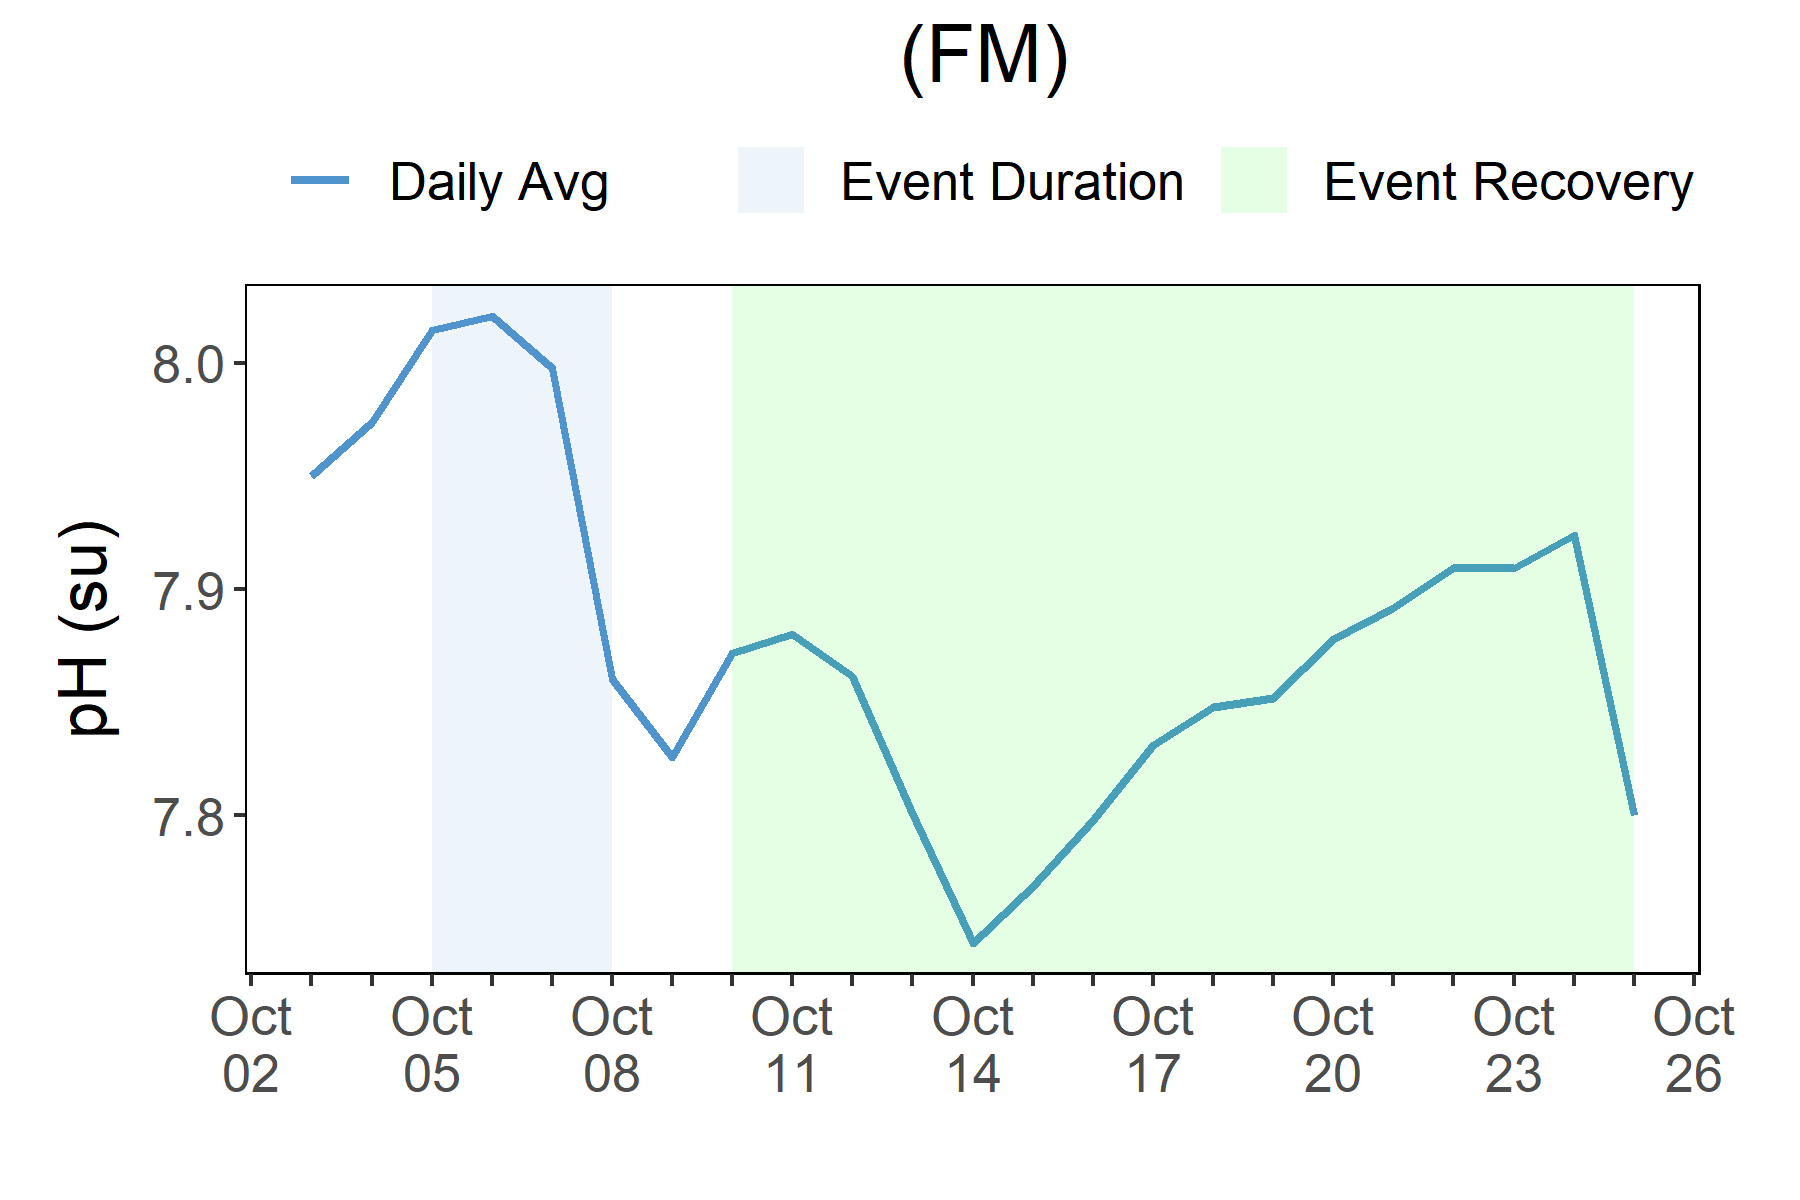 (FM)
Daily Avg Event Duration Event Recovery
pH (su)
8.0
7.9
7.8
Oct Oct Oct Oct Oct Oct Oct Oct Oct
02 05 08 11 14 17 20 23 26